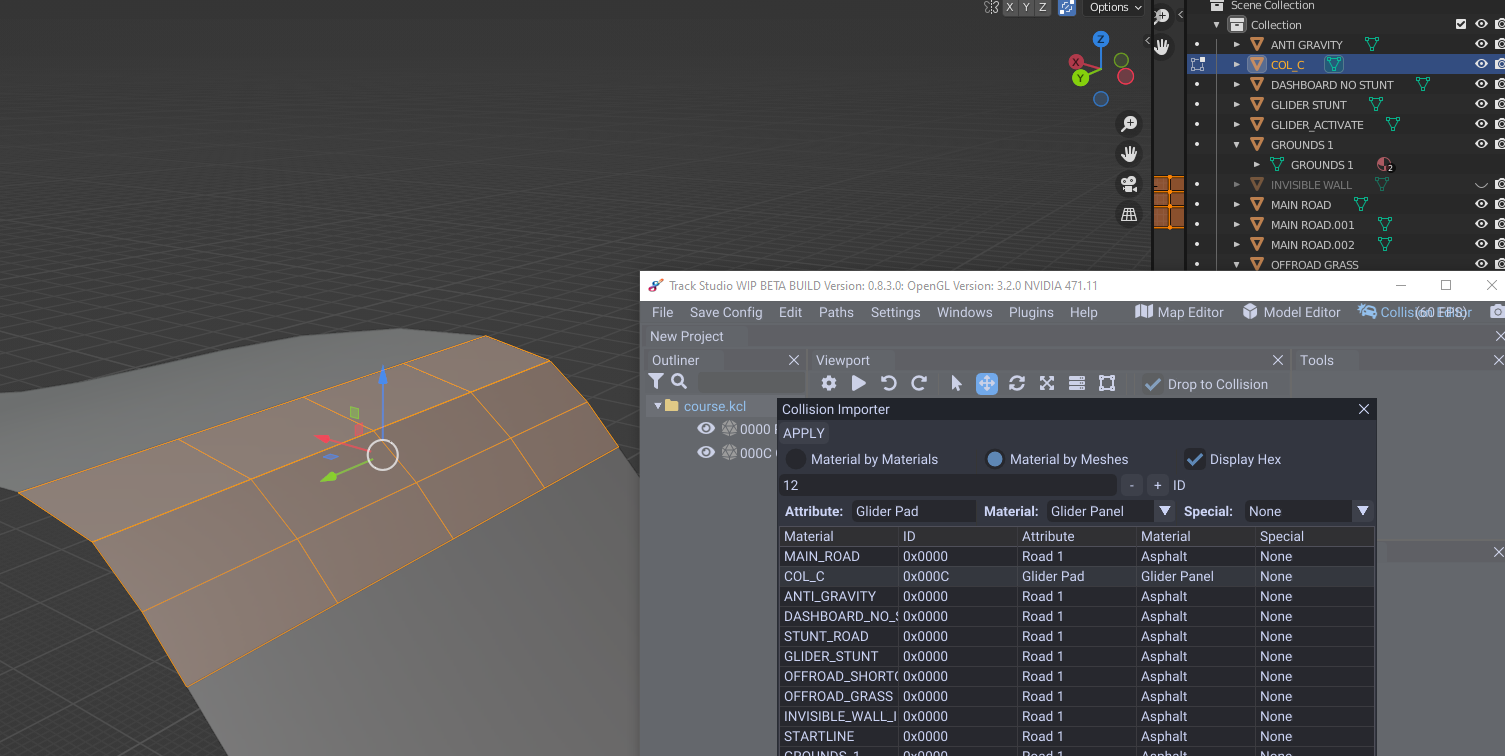 X Y Z Options
Scene Collection
Collection
ANTI GRAVITY
COL_C
DASHBOARD NO STUNT
GLIDER STUNT
GLIDER_ACTIVATE
GROUNDS 1
GROUNDS 1 2
INVISIBLE WALL
MAIN ROAD
MAIN ROAD.001
MAIN ROAD.002
OFFROAD GRASS
Z
X
Y
Track Studio WIP BETA BUILD Version: 0.8.3.0: OpenGL Version: 3.2.0 NVIDIA 471.11
File Save Config Edit Paths Settings Windows Plugins Help Map Editor Model Editor Collision Editor (60 FPS)
New Project
Outliner Viewport Tools
Drop to Collision
course.kcl
0000
000C
Collision Importer
APPLY
Material by Materials Material by Meshes Display Hex
12 - + ID
Attribute: Glider Pad Material: Glider Panel Special: None
Material ID Attribute Material Special
MAIN_ROAD 0x0000 Road 1 Asphalt None
COL_C 0x000C Glider Pad Glider Panel None
ANTI_GRAVITY 0x0000 Road 1 Asphalt None
DASHBOARD_NO_S 0x0000 Road 1 Asphalt None
STUNT_ROAD 0x0000 Road 1 Asphalt None
GLIDER_STUNT 0x0000 Road 1 Asphalt None
OFFROAD_SHORTC 0x0000 Road 1 Asphalt None
OFFROAD_GRASS 0x0000 Road 1 Asphalt None
INVISIBLE_WALL_I 0x0000 Road 1 Asphalt None
STARTLINE 0x0000 Road 1 Asphalt None
GROUNDS_1 0x0000 Road 1 Asphalt None